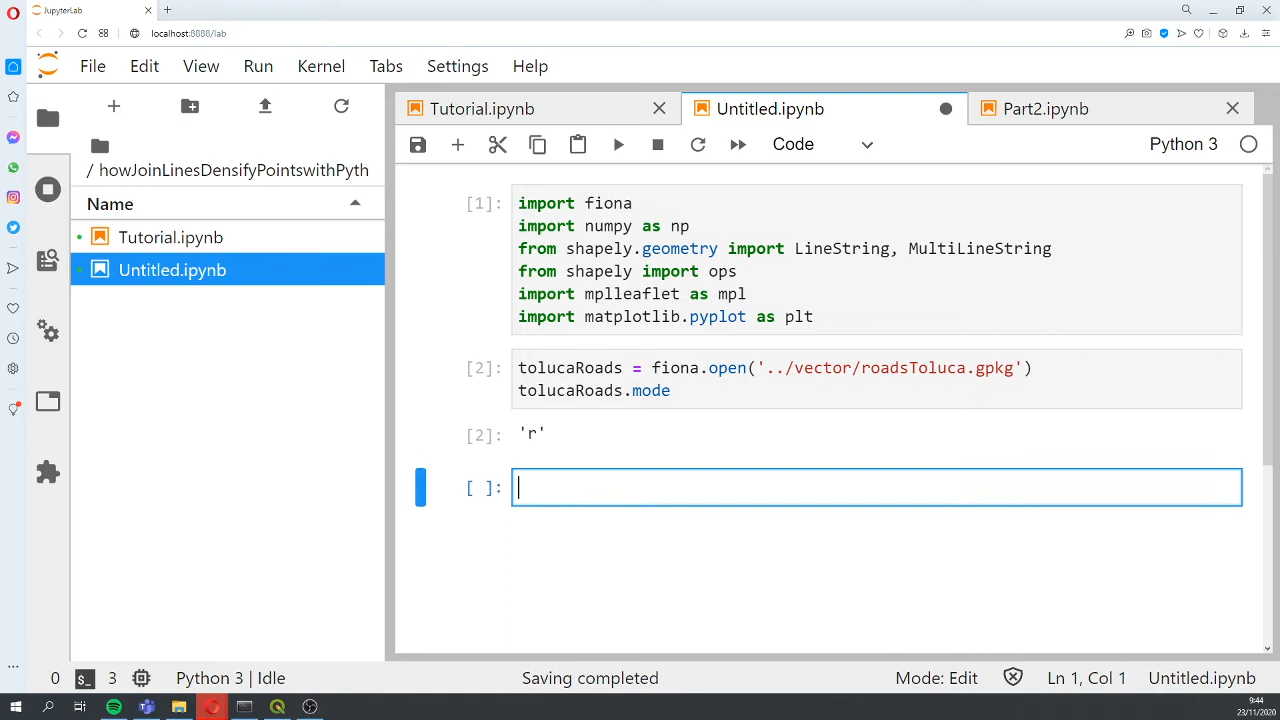 JupyterLab
localhost:8888/lab
File Edit View Run Kernel Tabs Settings Help
/ howJoinLinesDensifyPointswithPyth
Name
Tutorial.ipynb
Untitled.ipynb
Tutorial.ipynb Untitled.ipynb Part2.ipynb
Code Python 3
[1]: import fiona
import numpy as np
from shapely.geometry import LineString, MultiLineString
from shapely import ops
import mplleaflet as mpl
import matplotlib.pyplot as plt
[2]: tolucaRoads = fiona.open('../vector/roadsToluca.gpkg')
tolucaRoads.mode
[2]: 'r'
[ ]:
0 3 Python 3 | Idle Saving completed Mode: Edit Ln 1, Col 1 Untitled.ipynb
9:44
23/11/2020